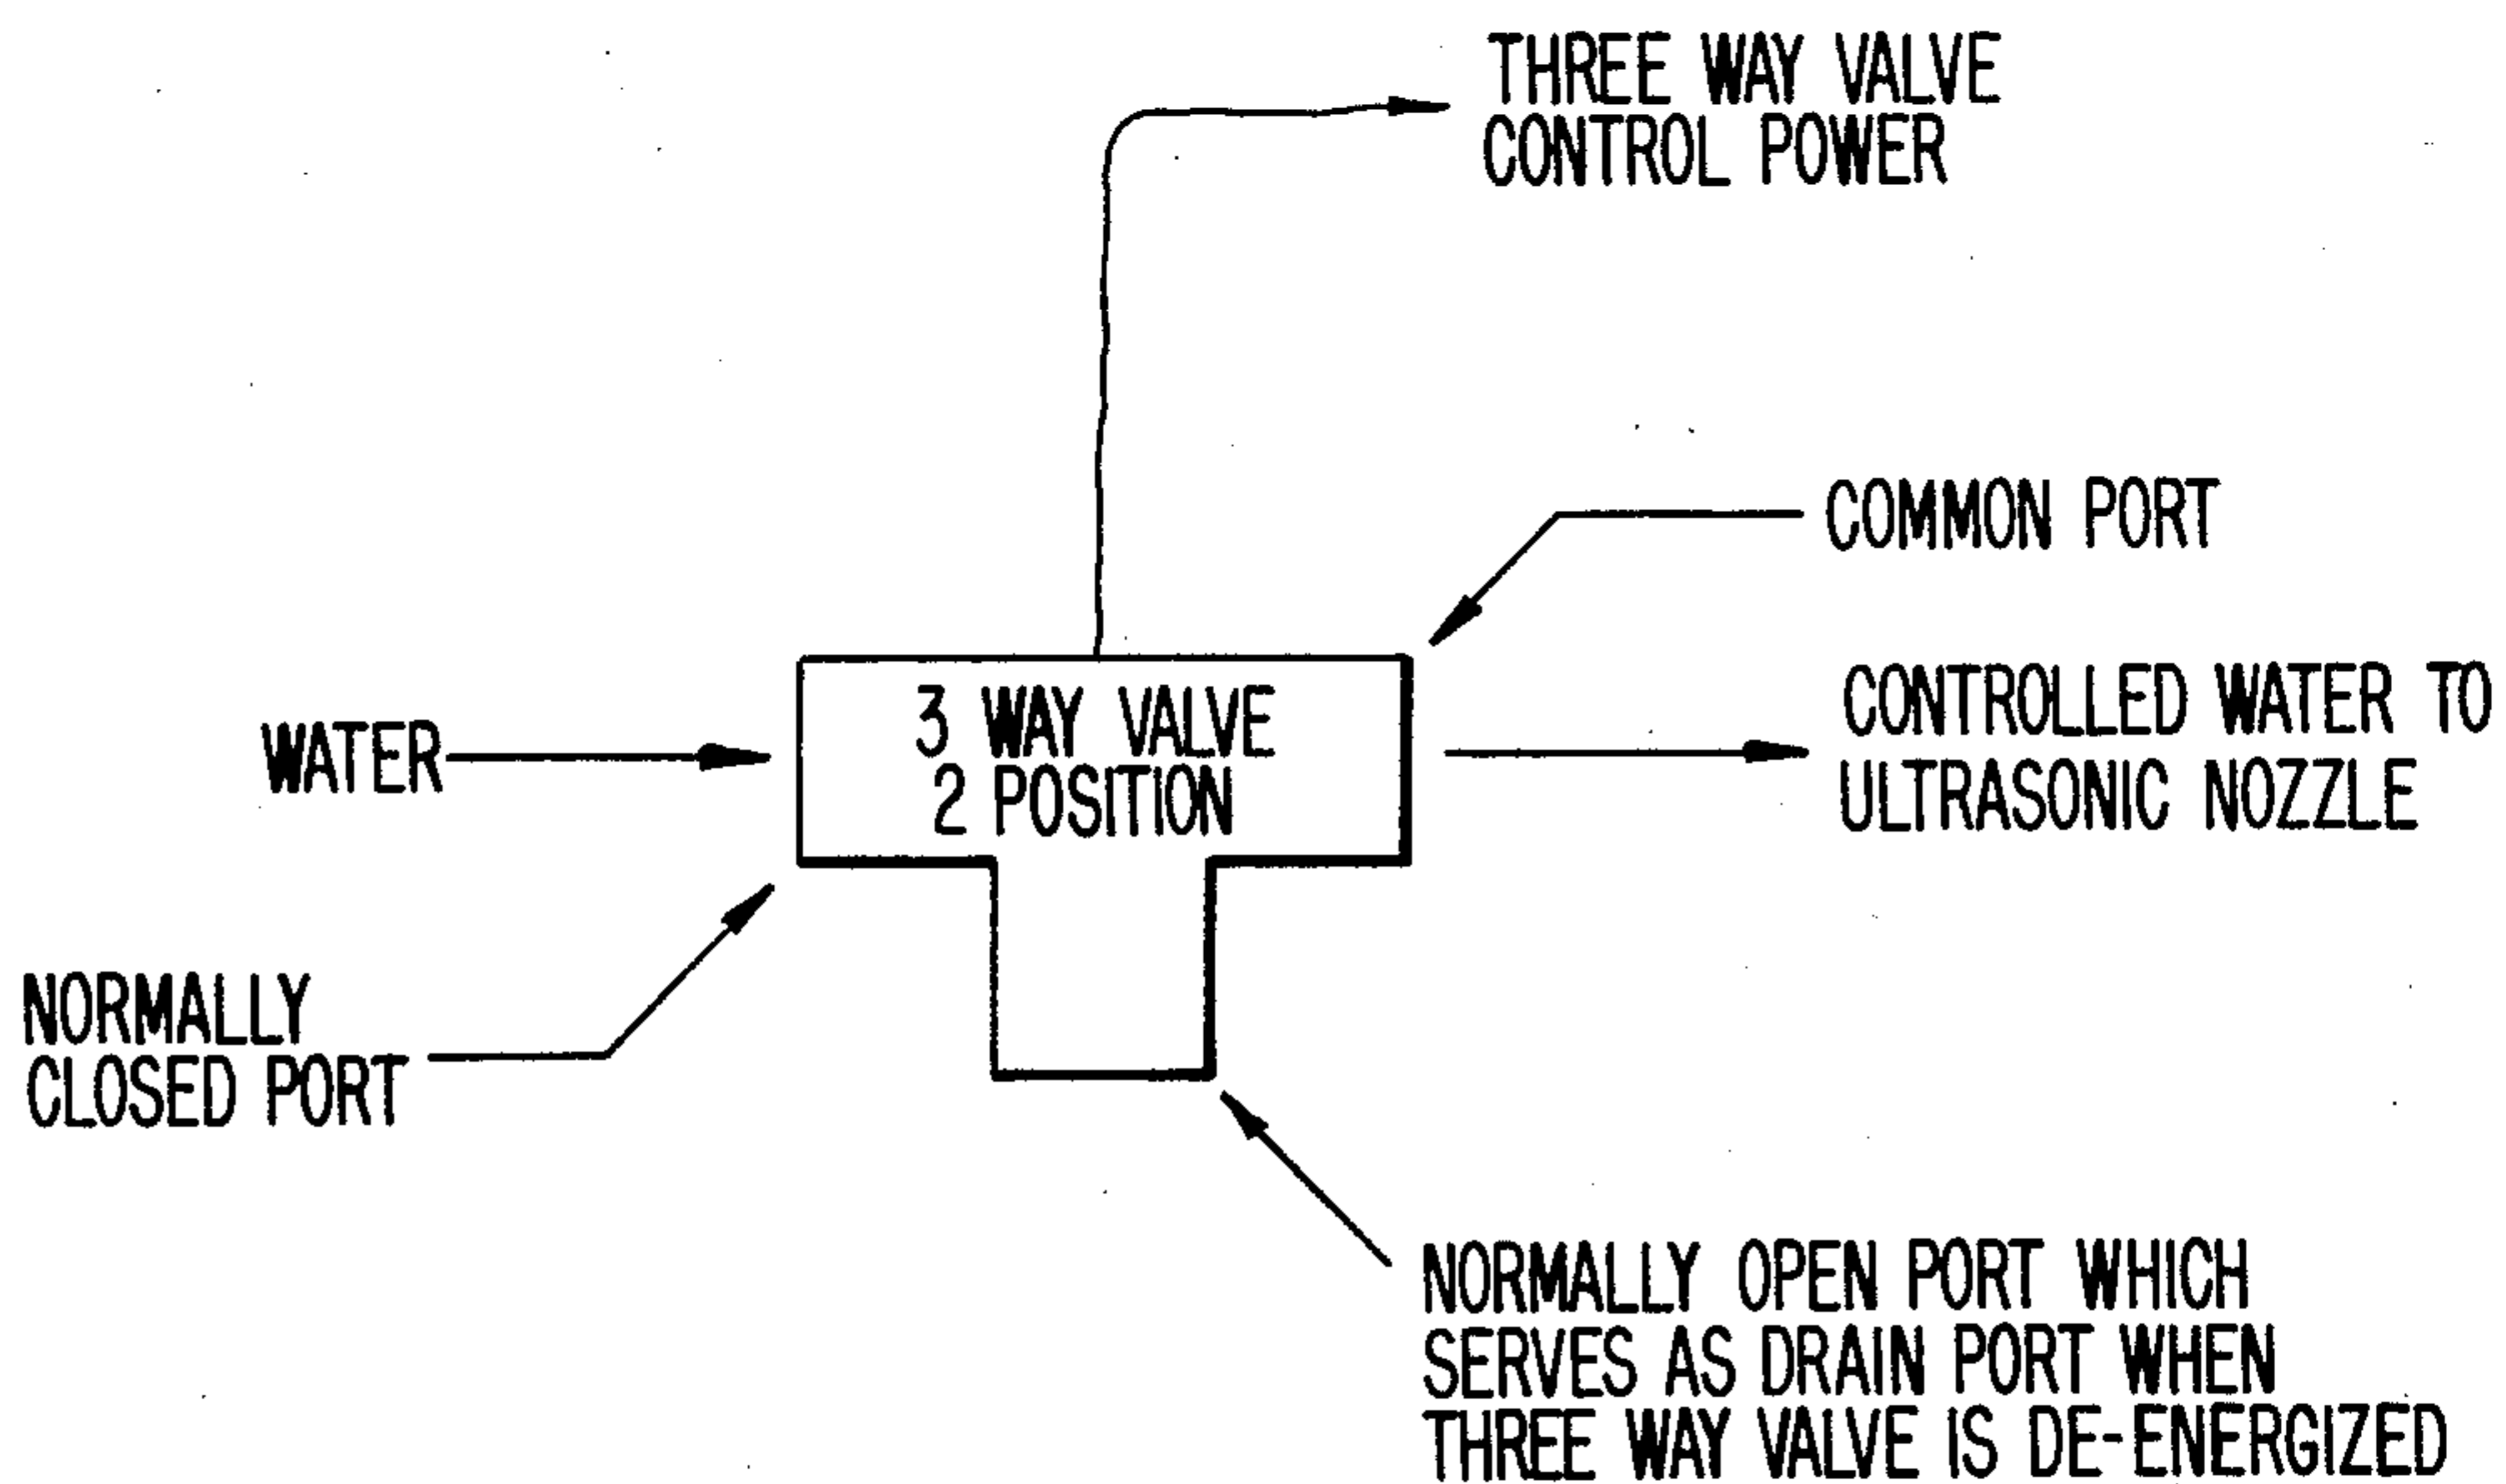 THREE WAY VALVE
CONTROL POWER
COMMON PORT
3 WAY VALVE
2 POSITION
WATER
CONTROLLED WATER TO
ULTRASONIC NOZZLE
NORMALLY
CLOSED PORT
NORMALLY OPEN PORT WHICH
SERVES AS DRAIN PORT WHEN
THREE WAY VALVE IS DE-ENERGIZED